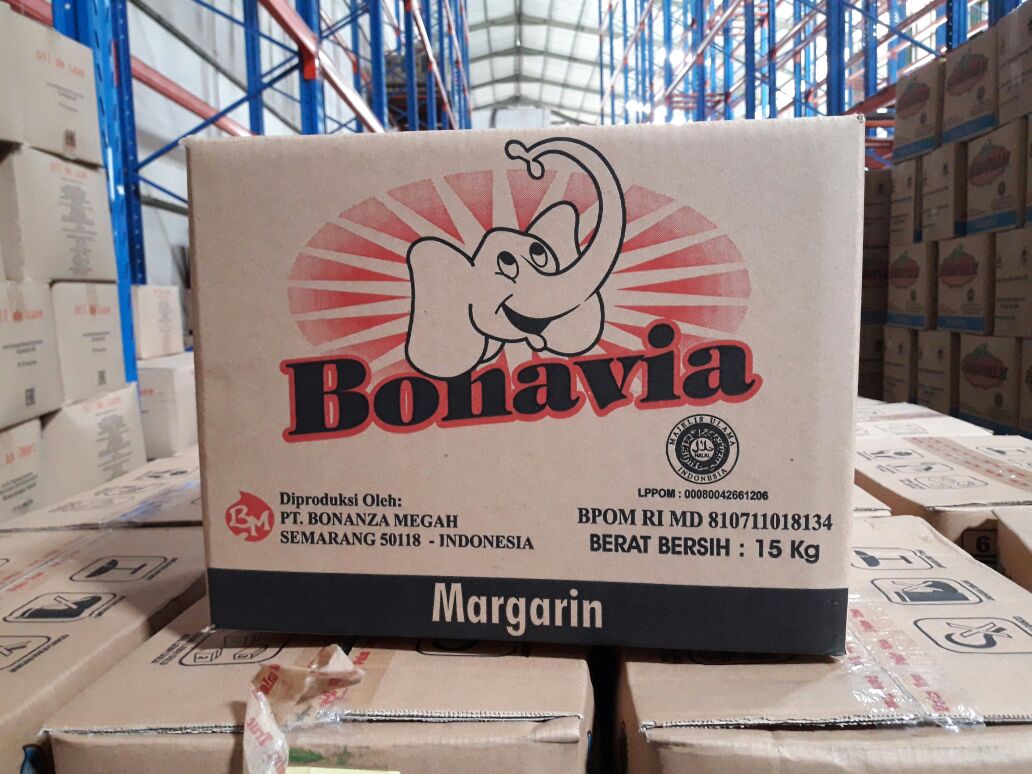 Bonavia
MAJELIS ULAMA
حلال
HALAL
INDONESIA
LPPOM : 00080042661206
BM
Diproduksi Oleh:
PT. BONANZA MEGAH
SEMARANG 50118 - INDONESIA
BPOM RI MD 810711018134
BERAT BERSIH : 15 Kg
Margarin